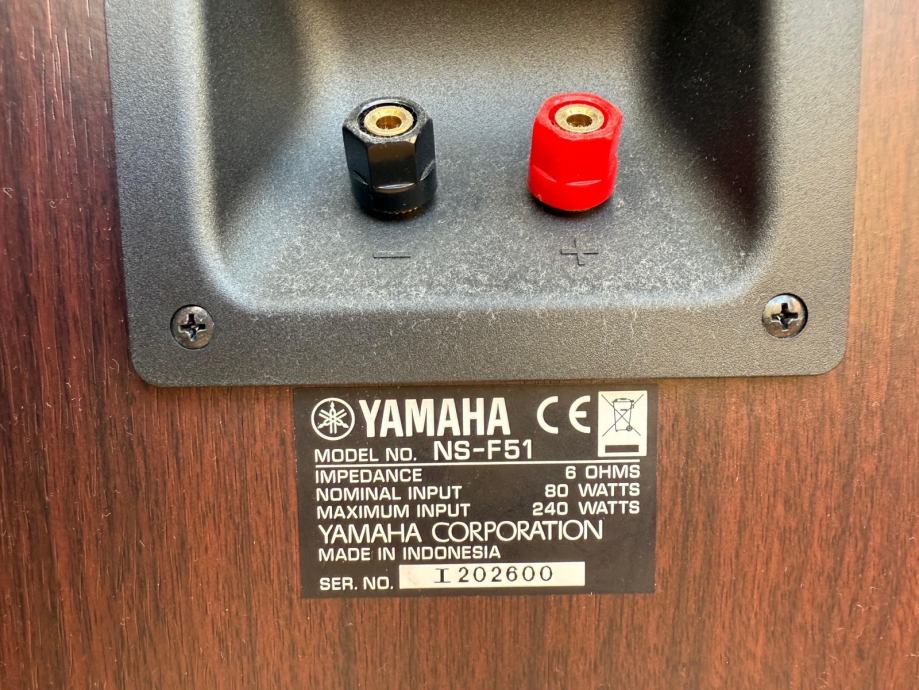 − +
YAMAHA CE
MODEL NO. NS-F51
IMPEDANCE 6 OHMS
NOMINAL INPUT 80 WATTS
MAXIMUM INPUT 240 WATTS
YAMAHA CORPORATION
MADE IN INDONESIA
SER. NO. I 202600